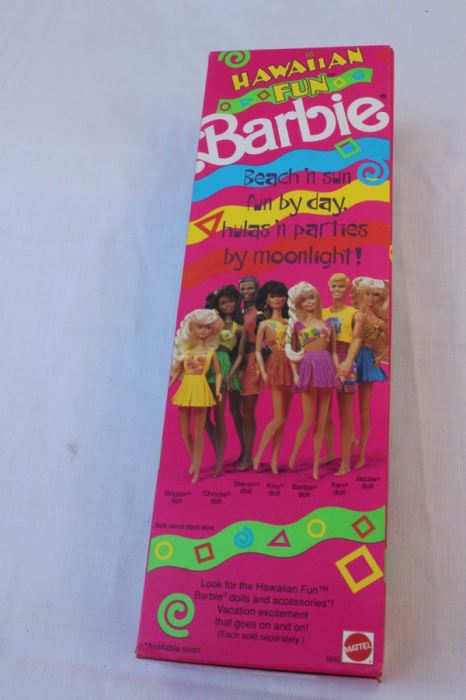 HAWAIIAN
FUN™
Barbie®
Beach 'n sun
fun by day,
hulas 'n parties
by moonlight!
Skipper® doll
Christie® doll
Steven® doll
Kira® doll
Barbie® doll
Ken® doll
Jazzie® doll
Dolls cannot stand alone.
Look for the Hawaiian Fun™
Barbie® dolls and accessories*!
Vacation excitement
that goes on and on!
(Each sold separately.)
*Available soon
MATTEL